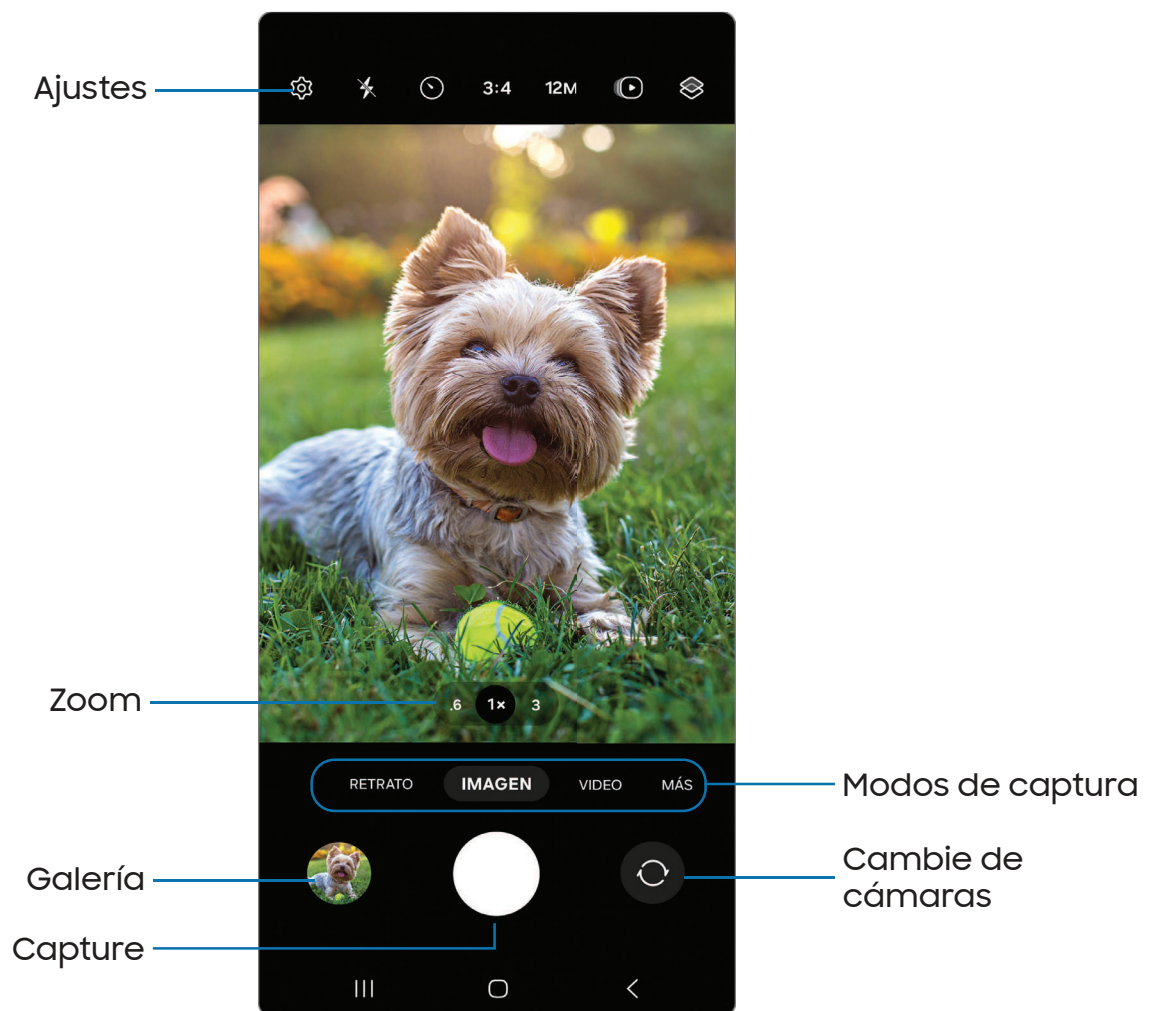 Ajustes
3:4
12M
Zoom
.6
1×
3
RETRATO
IMAGEN
VIDEO
MÁS
Modos de captura
Galería
Cambie de
cámaras
Capture